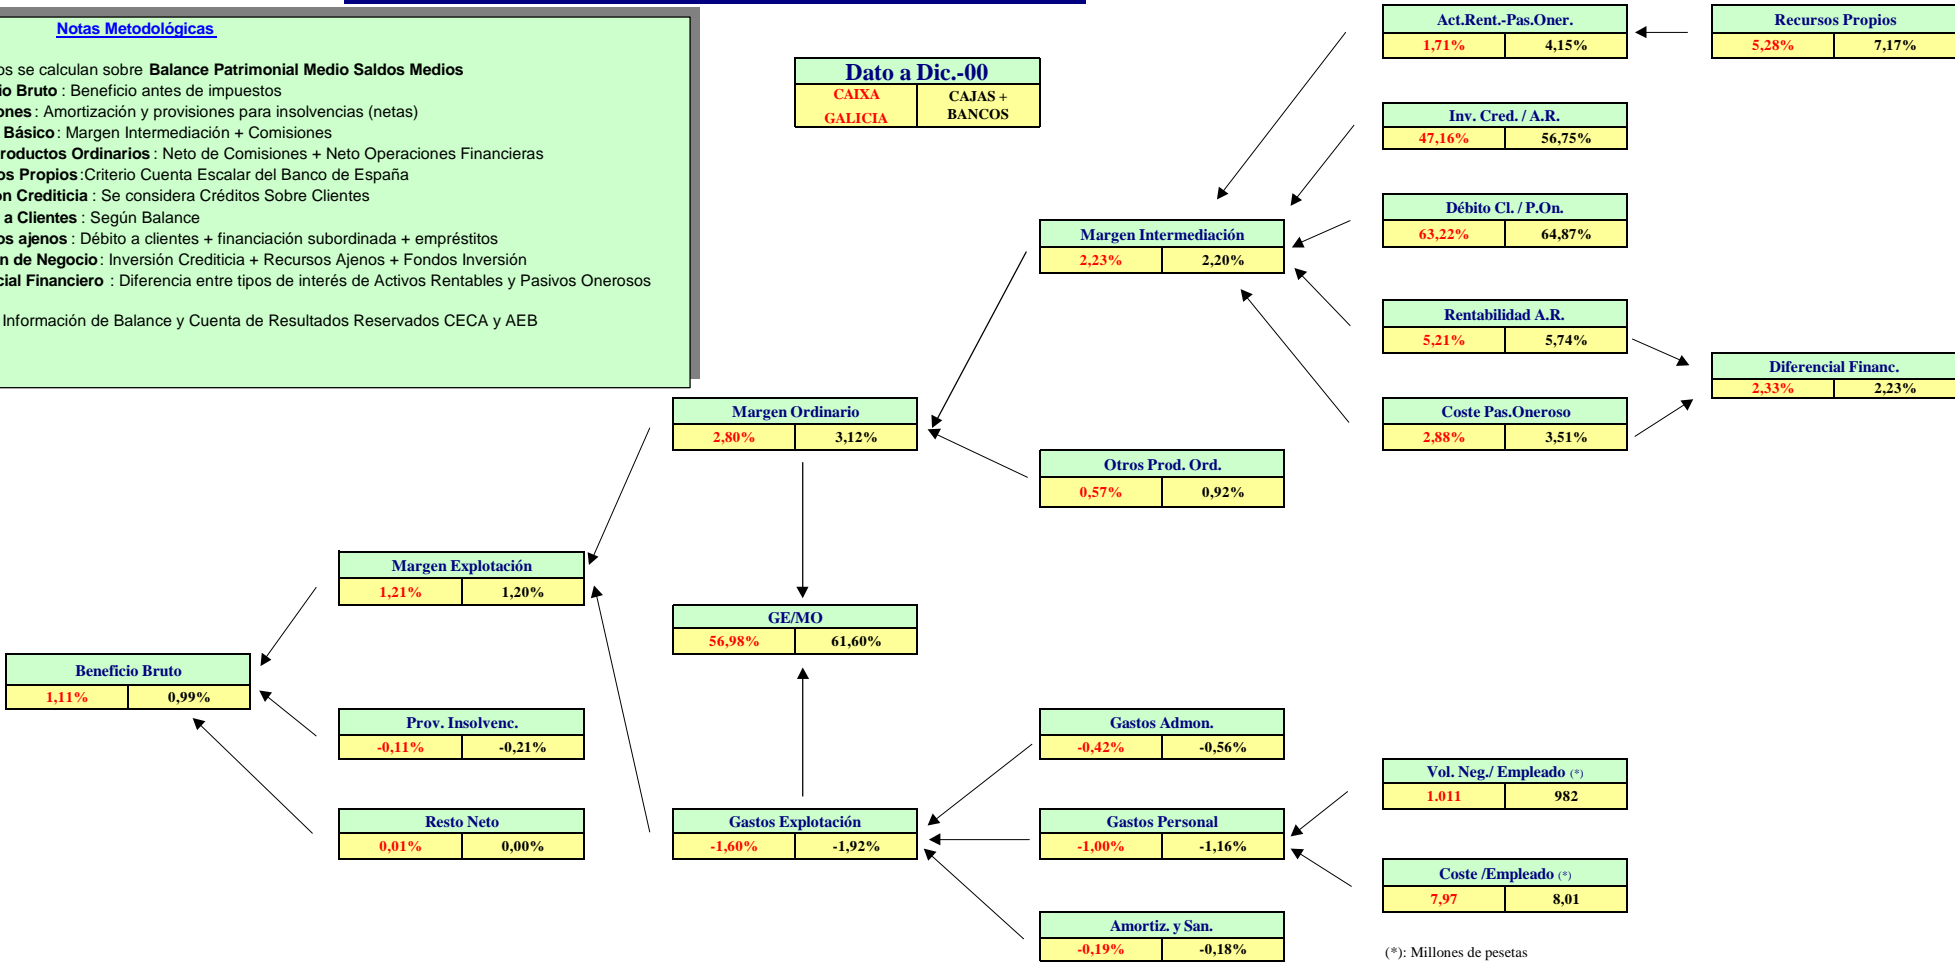 Notas Metodológicas
se calculan sobre Balance Patrimonial Medio Saldos Medios
Bruto : Beneficio antes de impuestos
: Amortización y provisiones para insolvencias (netas)
Básico : Margen Intermediación + Comisiones
Ordinarios : Neto de Comisiones + Neto Operaciones Financieras
Propios :Criterio Cuenta Escalar del Banco de España
Crediticia : Se considera Créditos Sobre Clientes
a Clientes : Según Balance
ajenos : Débito a clientes + financiación subordinada + empréstitos
de Negocio : Inversión Crediticia + Recursos Ajenos + Fondos Inversión
Financiero : Diferencia entre tipos de interés de Activos Rentables y Pasivos Onerosos
Información de Balance y Cuenta de Resultados Reservados CECA y AEB
Dato a Dic.-00
CAIXA GALICIA CAJAS + BANCOS
Act.Rent.-Pas.Oner.
1,71% 4,15%
Recursos Propios
5,28% 7,17%
Inv. Cred. / A.R.
47,16% 56,75%
Débito Cl. / P.On.
63,22% 64,87%
Margen Intermediación
2,23% 2,20%
Rentabilidad A.R.
5,21% 5,74%
Diferencial Financ.
2,33% 2,23%
Coste Pas.Oneroso
2,88% 3,51%
Margen Ordinario
2,80% 3,12%
Otros Prod. Ord.
0,57% 0,92%
Margen Explotación
1,21% 1,20%
GE/MO
56,98% 61,60%
Beneficio Bruto
1,11% 0,99%
Prov. Insolvenc.
-0,11% -0,21%
Gastos Admon.
-0,42% -0,56%
Vol. Neg./ Empleado (*)
1.011 982
Resto Neto
0,01% 0,00%
Gastos Explotación
-1,60% -1,92%
Gastos Personal
-1,00% -1,16%
Coste /Empleado (*)
7,97 8,01
Amortiz. y San.
-0,19% -0,18%
(*): Millones de pesetas